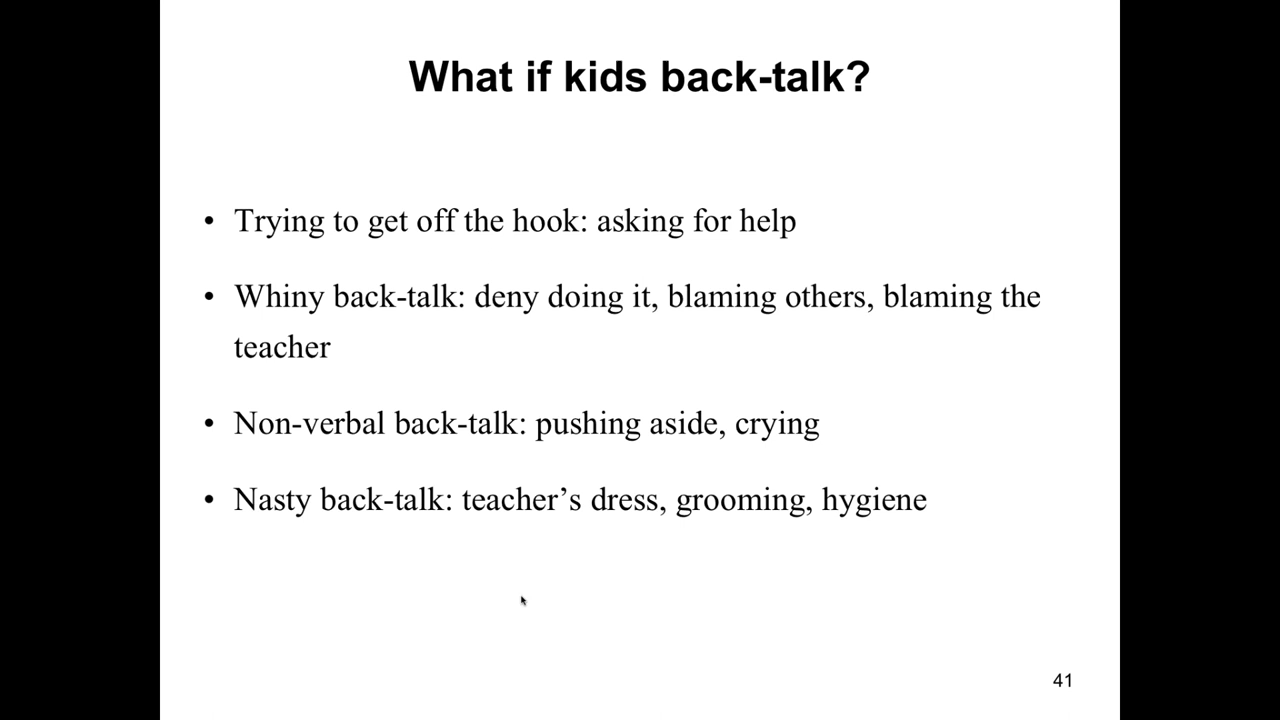 What if kids back-talk?
• Trying to get off the hook: asking for help
• Whiny back-talk: deny doing it, blaming others, blaming the
teacher
• Non-verbal back-talk: pushing aside, crying
• Nasty back-talk: teacher’s dress, grooming, hygiene
41